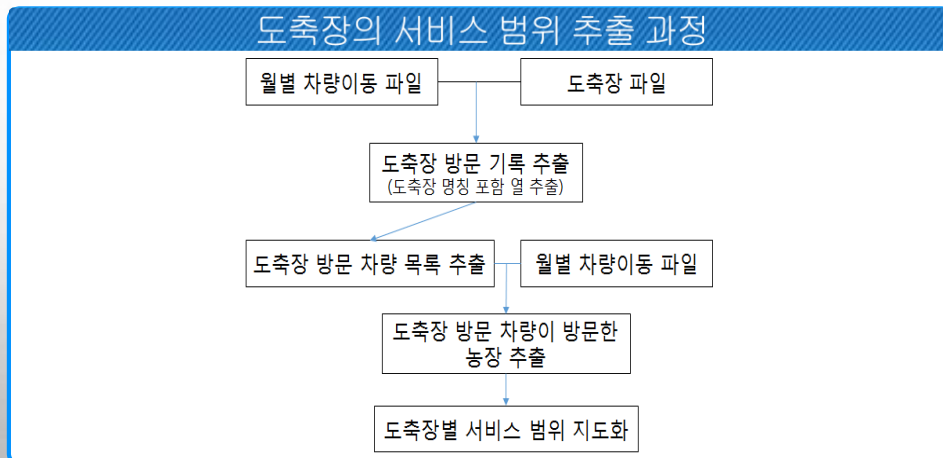 도축장의 서비스 범위 추출 과정
월별 차량이동 파일
도축장 파일
도축장 방문 기록 추출
(도축장 명칭 포함 열 추출)
도축장 방문 차량 목록 추출
월별 차량이동 파일
도축장 방문 차량이 방문한
농장 추출
도축장별 서비스 범위 지도화